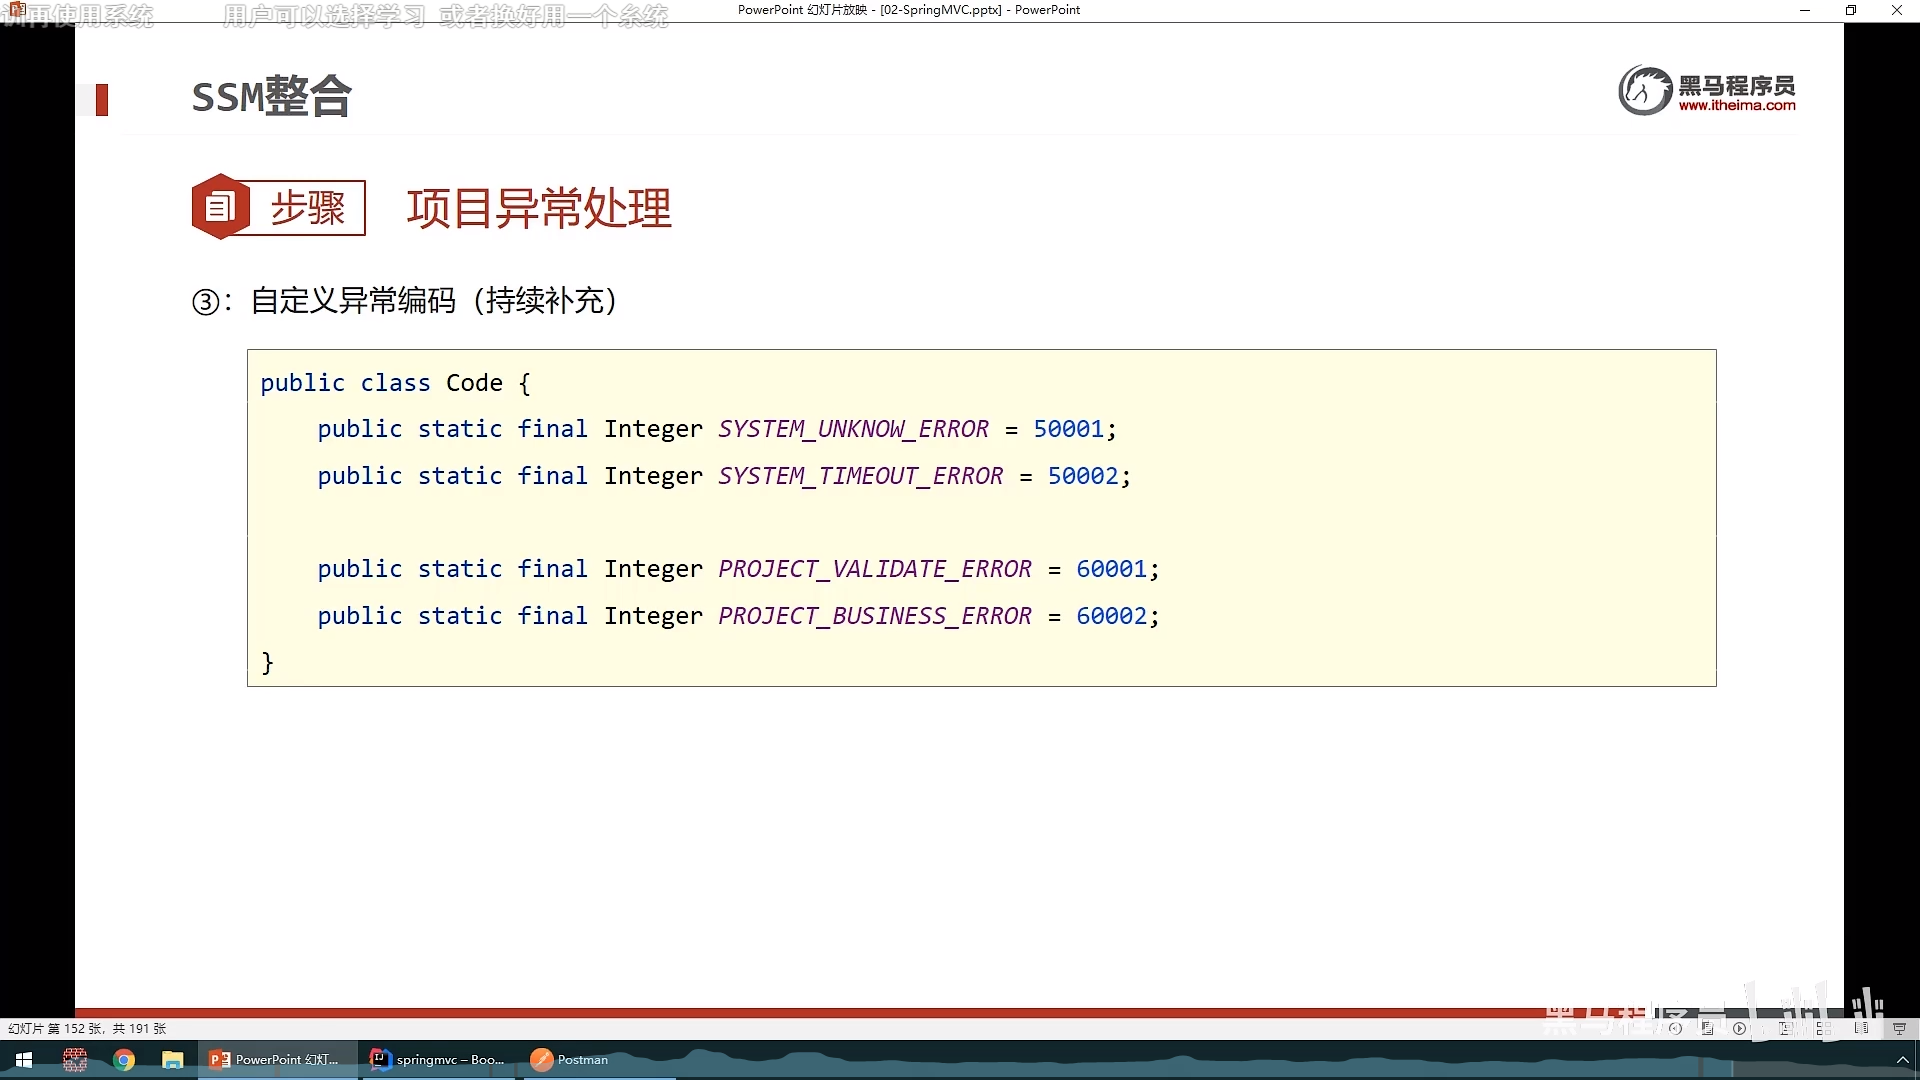 PowerPoint 幻灯片放映 - [02-SpringMVC.pptx] - PowerPoint
再使用系统 用户可以选择学习 或者换好用一个系统
SSM整合
黑马程序员
www.itheima.com
步骤 项目异常处理
③：自定义异常编码（持续补充）
public class Code {
public static final Integer SYSTEM_UNKNOW_ERROR = 50001;
public static final Integer SYSTEM_TIMEOUT_ERROR = 50002;
public static final Integer PROJECT_VALIDATE_ERROR = 60001;
public static final Integer PROJECT_BUSINESS_ERROR = 60002;
}
黑马程序员
幻灯片 第 152 张，共 191 张
PowerPoint 幻灯...
springmvc – Boo...
Postman